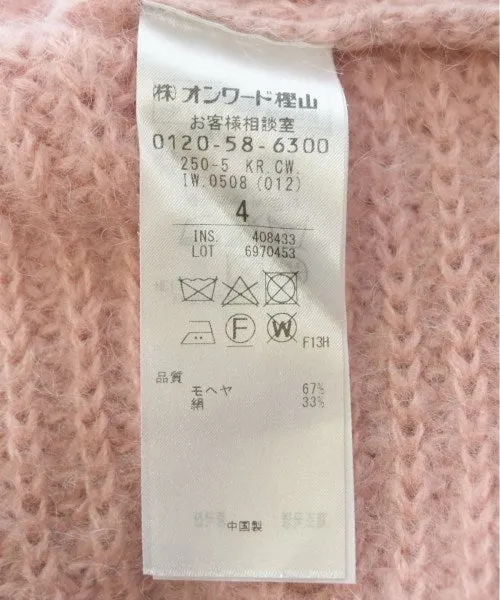 (株)オンワード樫山
お客様相談室
0120-58-6300
250-5 KR.CW.
IW.0508 (012)
4
INS. 408433
LOT 6970453
F W F13H
品質
モヘヤ 67%
絹 33%
中国製